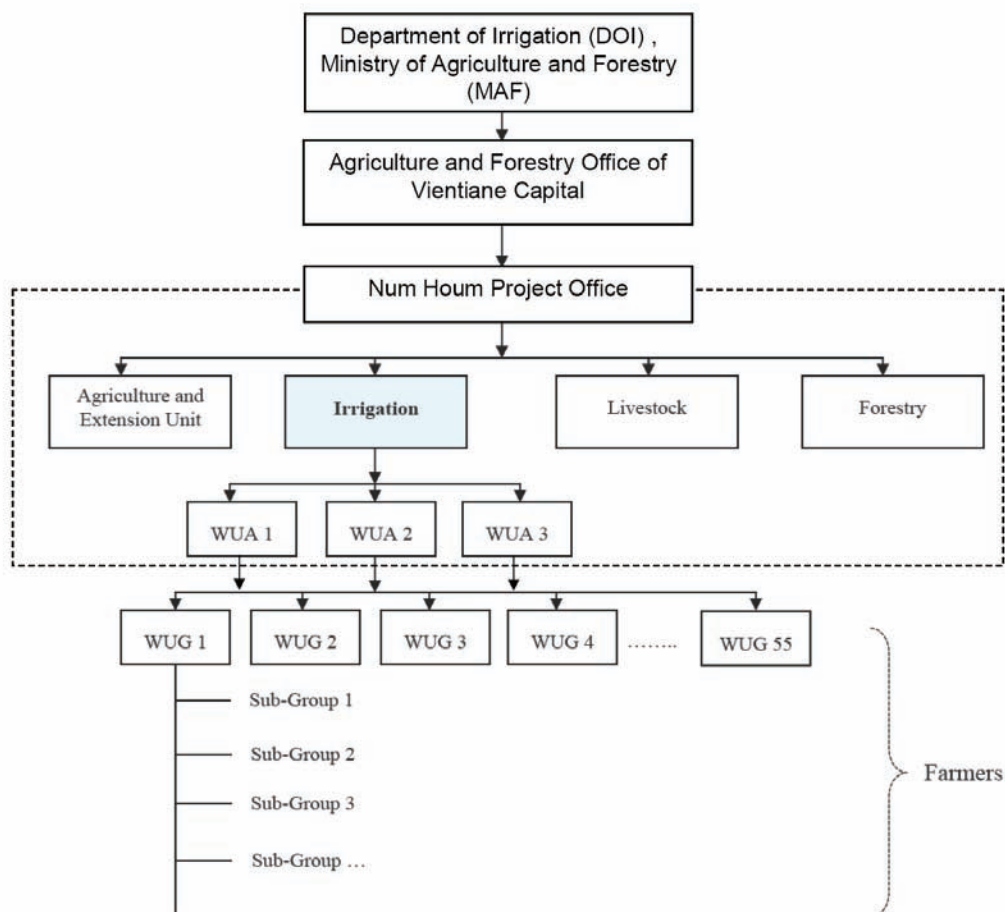 Department of Irrigation (DOI) ,
Ministry of Agriculture and Forestry
(MAF)
Agriculture and Forestry Office of
Vientiane Capital
Num Houm Project Office
Agriculture and
Extension Unit
Irrigation
Livestock
Forestry
WUA 1
WUA 2
WUA 3
WUG 1
WUG 2
WUG 3
WUG 4
........
WUG 55
Sub-Group 1
Sub-Group 2
Sub-Group 3
Sub-Group ...
Farmers